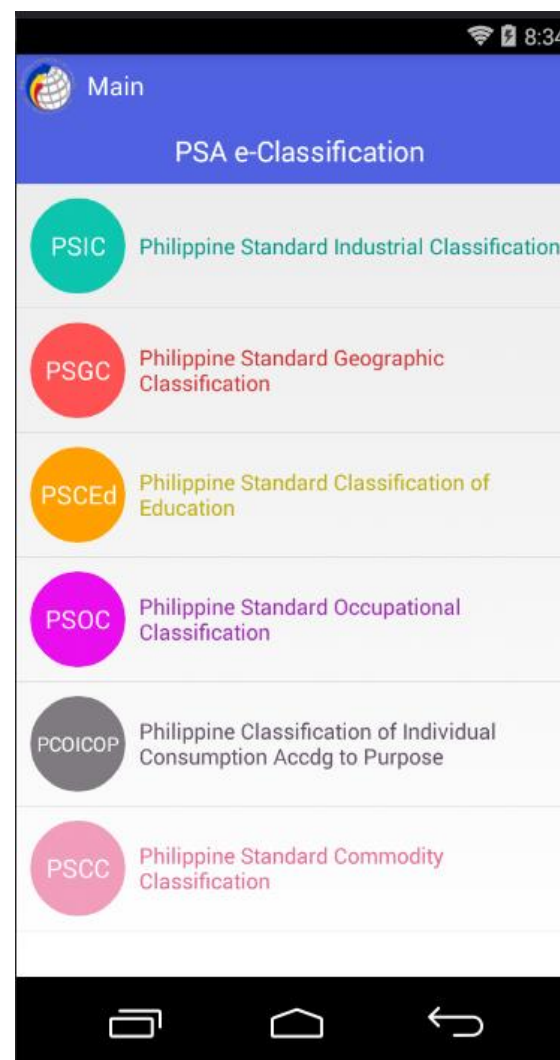 8:34
Main
PSA e-Classification
PSIC
Philippine Standard Industrial Classification
PSGC
Philippine Standard Geographic
Classification
PSCEd
Philippine Standard Classification of
Education
PSOC
Philippine Standard Occupational
Classification
PCOICOP
Philippine Classification of Individual
Consumption Accdg to Purpose
PSCC
Philippine Standard Commodity
Classification